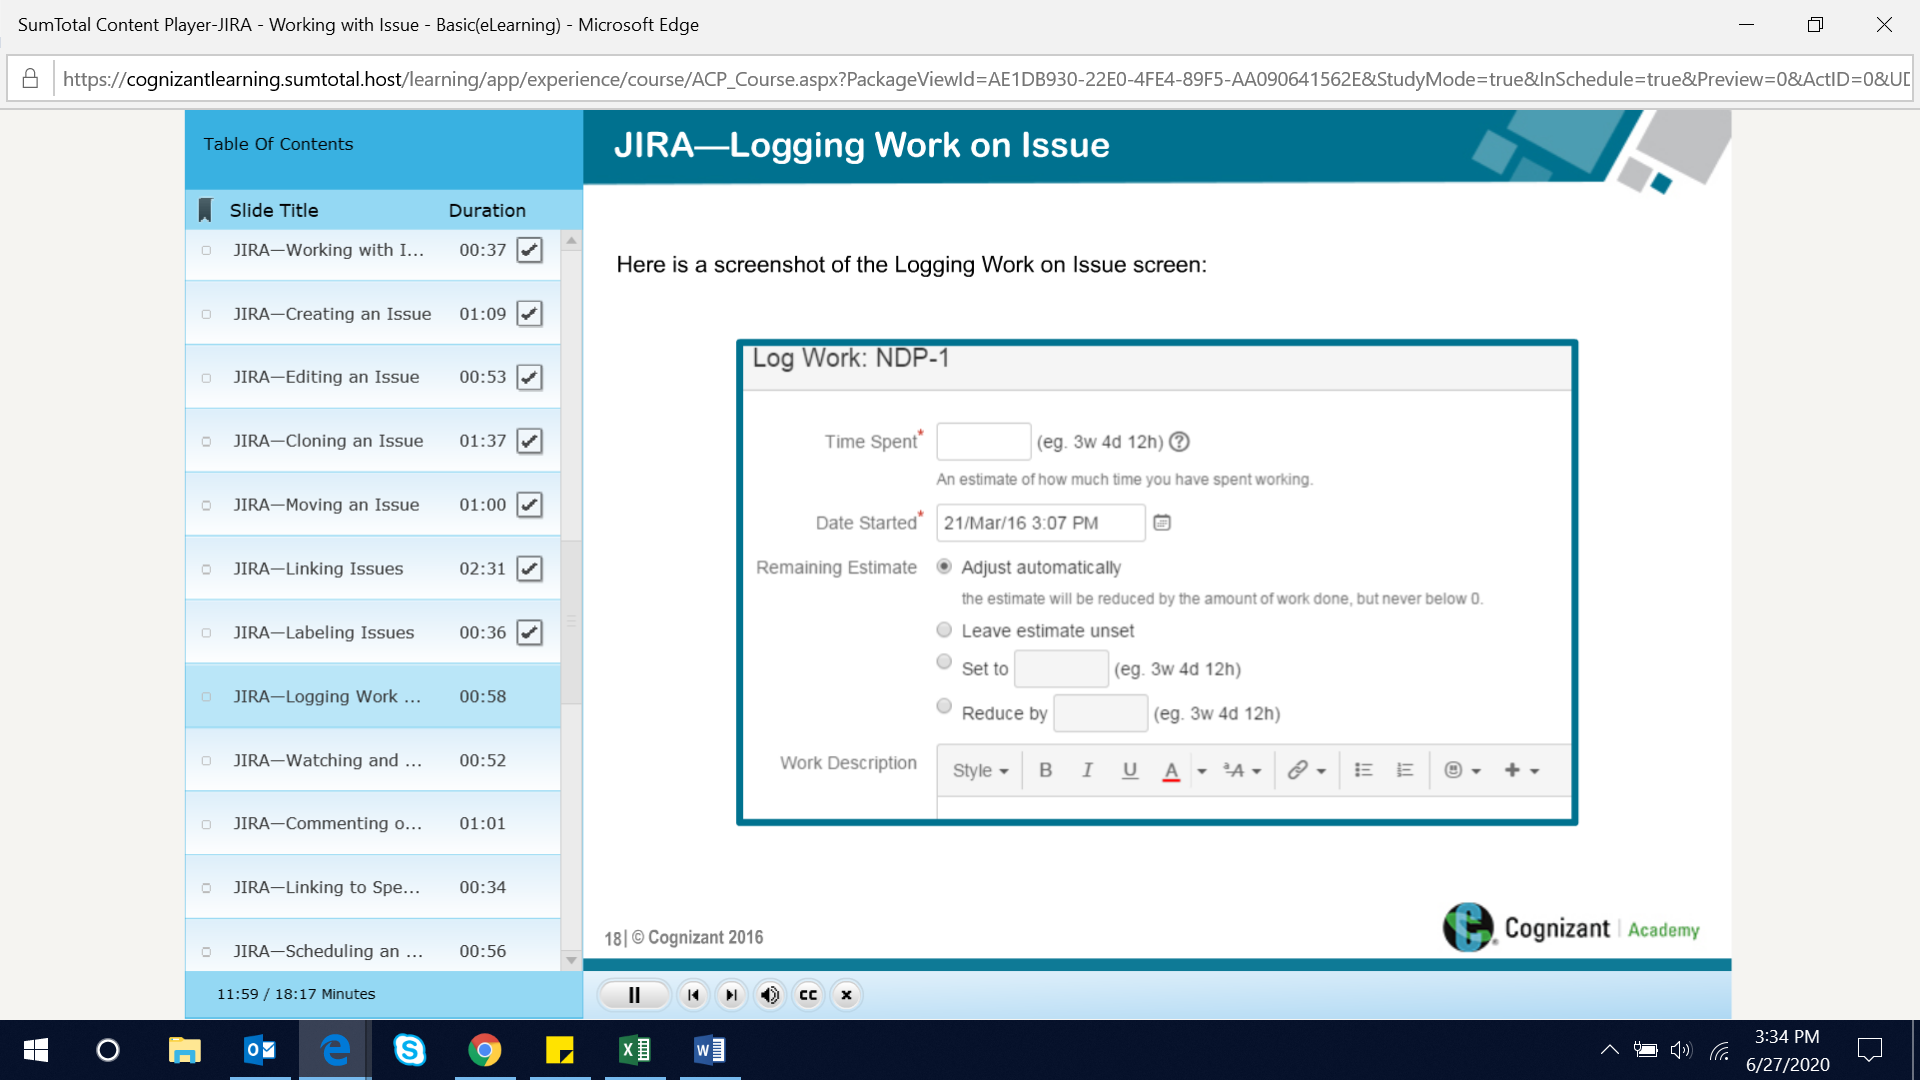 SumTotal Content Player-JIRA - Working with Issue - Basic(eLearning) - Microsoft Edge
https://cognizantlearning.sumtotal.host/learning/app/experience/course/ACP_Course.aspx?PackageViewId=AE1DB930-22E0-4FE4-89F5-AA090641562E&StudyMode=true&InSchedule=true&Preview=0&ActID=0&UD
Table Of Contents
Slide Title Duration
JIRA—Working with I... 00:37
JIRA—Creating an Issue 01:09
JIRA—Editing an Issue 00:53
JIRA—Cloning an Issue 01:37
JIRA—Moving an Issue 01:00
JIRA—Linking Issues 02:31
JIRA—Labeling Issues 00:36
JIRA—Logging Work ... 00:58
JIRA—Watching and ... 00:52
JIRA—Commenting o... 01:01
JIRA—Linking to Spe... 00:34
JIRA—Scheduling an ... 00:56
11:59 / 18:17 Minutes
JIRA—Logging Work on Issue
Here is a screenshot of the Logging Work on Issue screen:
Log Work: NDP-1
Time Spent* (eg. 3w 4d 12h) ?
An estimate of how much time you have spent working.
Date Started* 21/Mar/16 3:07 PM
Remaining Estimate Adjust automatically
the estimate will be reduced by the amount of work done, but never below 0.
Leave estimate unset
Set to (eg. 3w 4d 12h)
Reduce by (eg. 3w 4d 12h)
Work Description Style B I U A ªA
18| © Cognizant 2016
Cognizant | Academy
CC
3:34 PM
6/27/2020